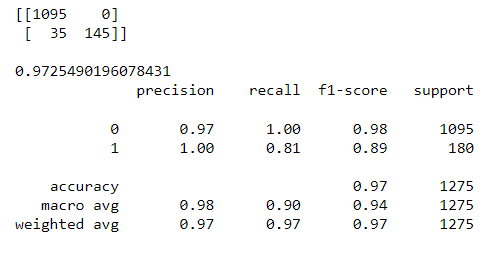 [[1095 0]
[ 35 145]]
0.9725490196078431
precision recall f1-score support
0 0.97 1.00 0.98 1095
1 1.00 0.81 0.89 180
accuracy 0.97 1275
macro avg 0.98 0.90 0.94 1275
weighted avg 0.97 0.97 0.97 1275